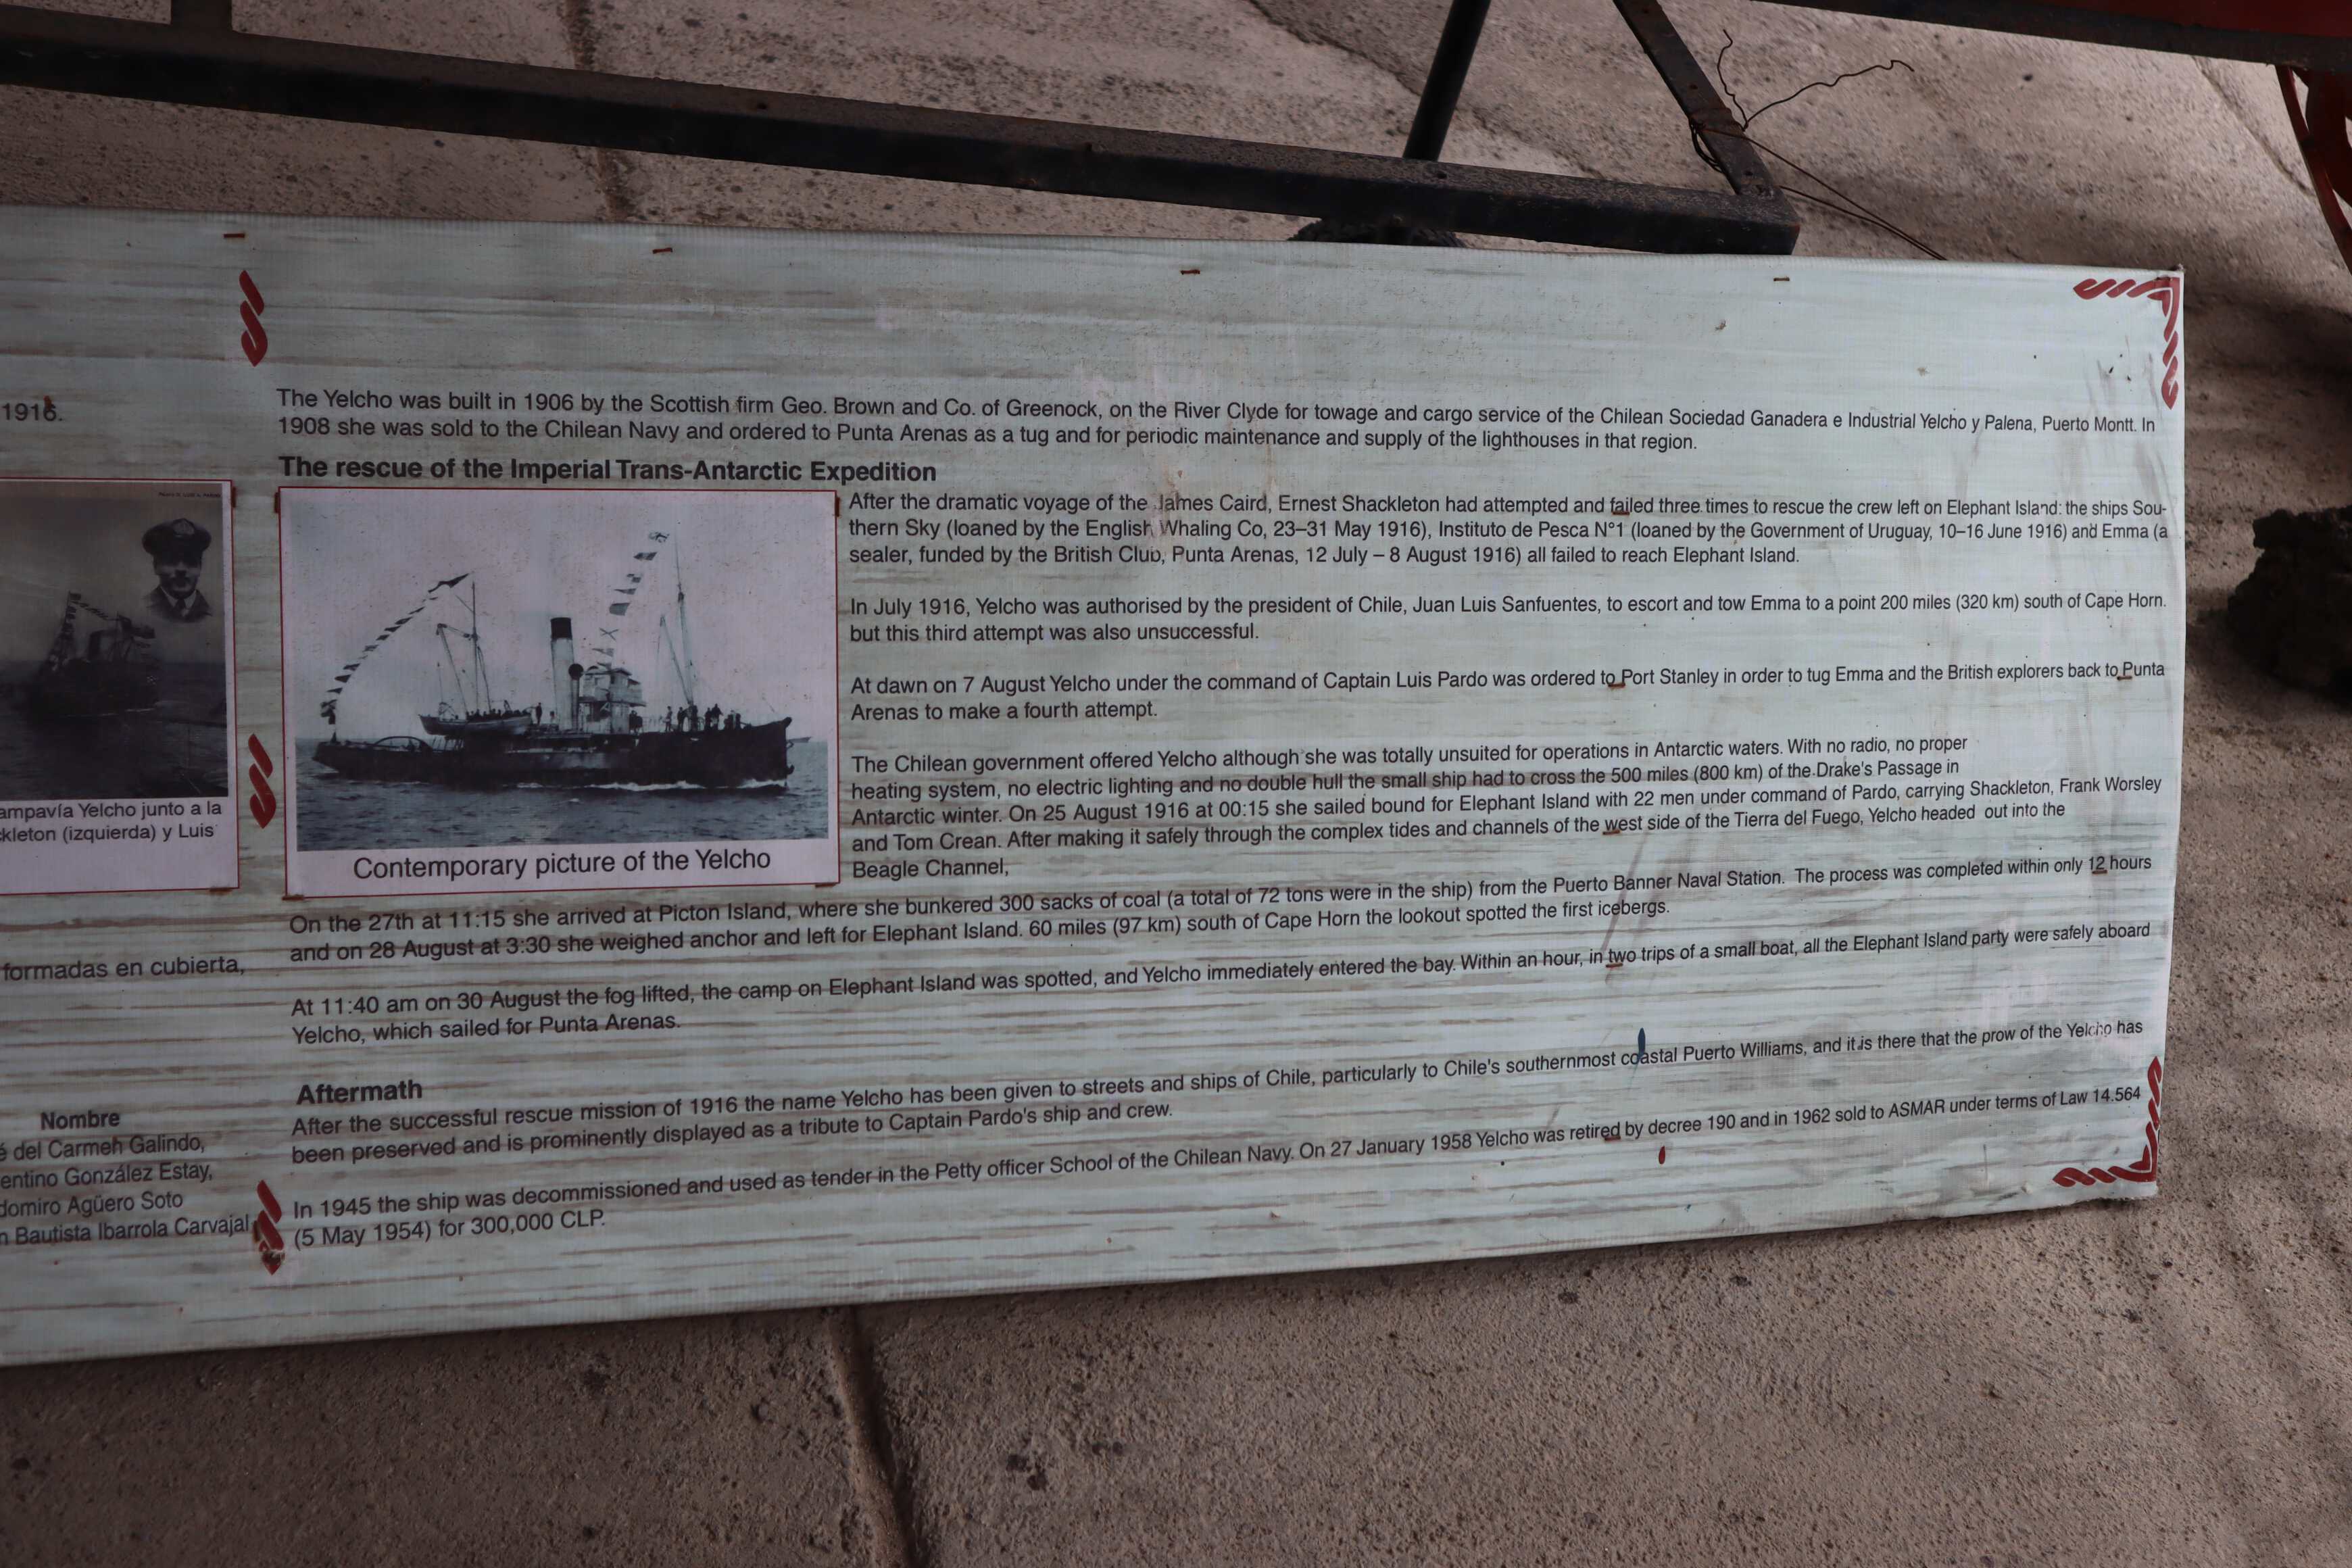 1916.
ampavía Yelcho junto a la
kleton (izquierda) y Luis
formadas en cubierta,
Nombre
é del Carmen Galindo,
entino González Estay,
domiro Agüero Soto
n Bautista Ibarrola Carvajal
The Yelcho was built in 1906 by the Scottish firm Geo. Brown and Co. of Greenock, on the River Clyde for towage and cargo service of the Chilean Sociedad Ganadera e Industrial Yelcho y Palena, Puerto Montt. In
1908 she was sold to the Chilean Navy and ordered to Punta Arenas as a tug and for periodic maintenance and supply of the lighthouses in that region.
The rescue of the Imperial Trans-Antarctic Expedition
After the dramatic voyage of the James Caird, Ernest Shackleton had attempted and failed three times to rescue the crew left on Elephant Island: the ships Sou-
thern Sky (loaned by the English Whaling Co, 23–31 May 1916), Instituto de Pesca N°1 (loaned by the Government of Uruguay, 10–16 June 1916) and Emma (a
sealer, funded by the British Club, Punta Arenas, 12 July – 8 August 1916) all failed to reach Elephant Island.
In July 1916, Yelcho was authorised by the president of Chile, Juan Luis Sanfuentes, to escort and tow Emma to a point 200 miles (320 km) south of Cape Horn.
but this third attempt was also unsuccessful.
At dawn on 7 August Yelcho under the command of Captain Luis Pardo was ordered to Port Stanley in order to tug Emma and the British explorers back to Punta
Arenas to make a fourth attempt.
The Chilean government offered Yelcho although she was totally unsuited for operations in Antarctic waters. With no radio, no proper
heating system, no electric lighting and no double hull the small ship had to cross the 500 miles (800 km) of the Drake's Passage in
Antarctic winter. On 25 August 1916 at 00:15 she sailed bound for Elephant Island with 22 men under command of Pardo, carrying Shackleton, Frank Worsley
and Tom Crean. After making it safely through the complex tides and channels of the west side of the Tierra del Fuego, Yelcho headed out into the
Beagle Channel,
Contemporary picture of the Yelcho
On the 27th at 11:15 she arrived at Picton Island, where she bunkered 300 sacks of coal (a total of 72 tons were in the ship) from the Puerto Banner Naval Station. The process was completed within only 12 hours
and on 28 August at 3:30 she weighed anchor and left for Elephant Island. 60 miles (97 km) south of Cape Horn the lookout spotted the first icebergs.
At 11:40 am on 30 August the fog lifted, the camp on Elephant Island was spotted, and Yelcho immediately entered the bay. Within an hour, in two trips of a small boat, all the Elephant Island party were safely aboard
Yelcho, which sailed for Punta Arenas.
Aftermath
After the successful rescue mission of 1916 the name Yelcho has been given to streets and ships of Chile, particularly to Chile's southernmost coastal Puerto Williams, and it is there that the prow of the Yelcho has
been preserved and is prominently displayed as a tribute to Captain Pardo's ship and crew.
In 1945 the ship was decommissioned and used as tender in the Petty officer School of the Chilean Navy. On 27 January 1958 Yelcho was retired by decree 190 and in 1962 sold to ASMAR under terms of Law 14.564
(5 May 1954) for 300,000 CLP.